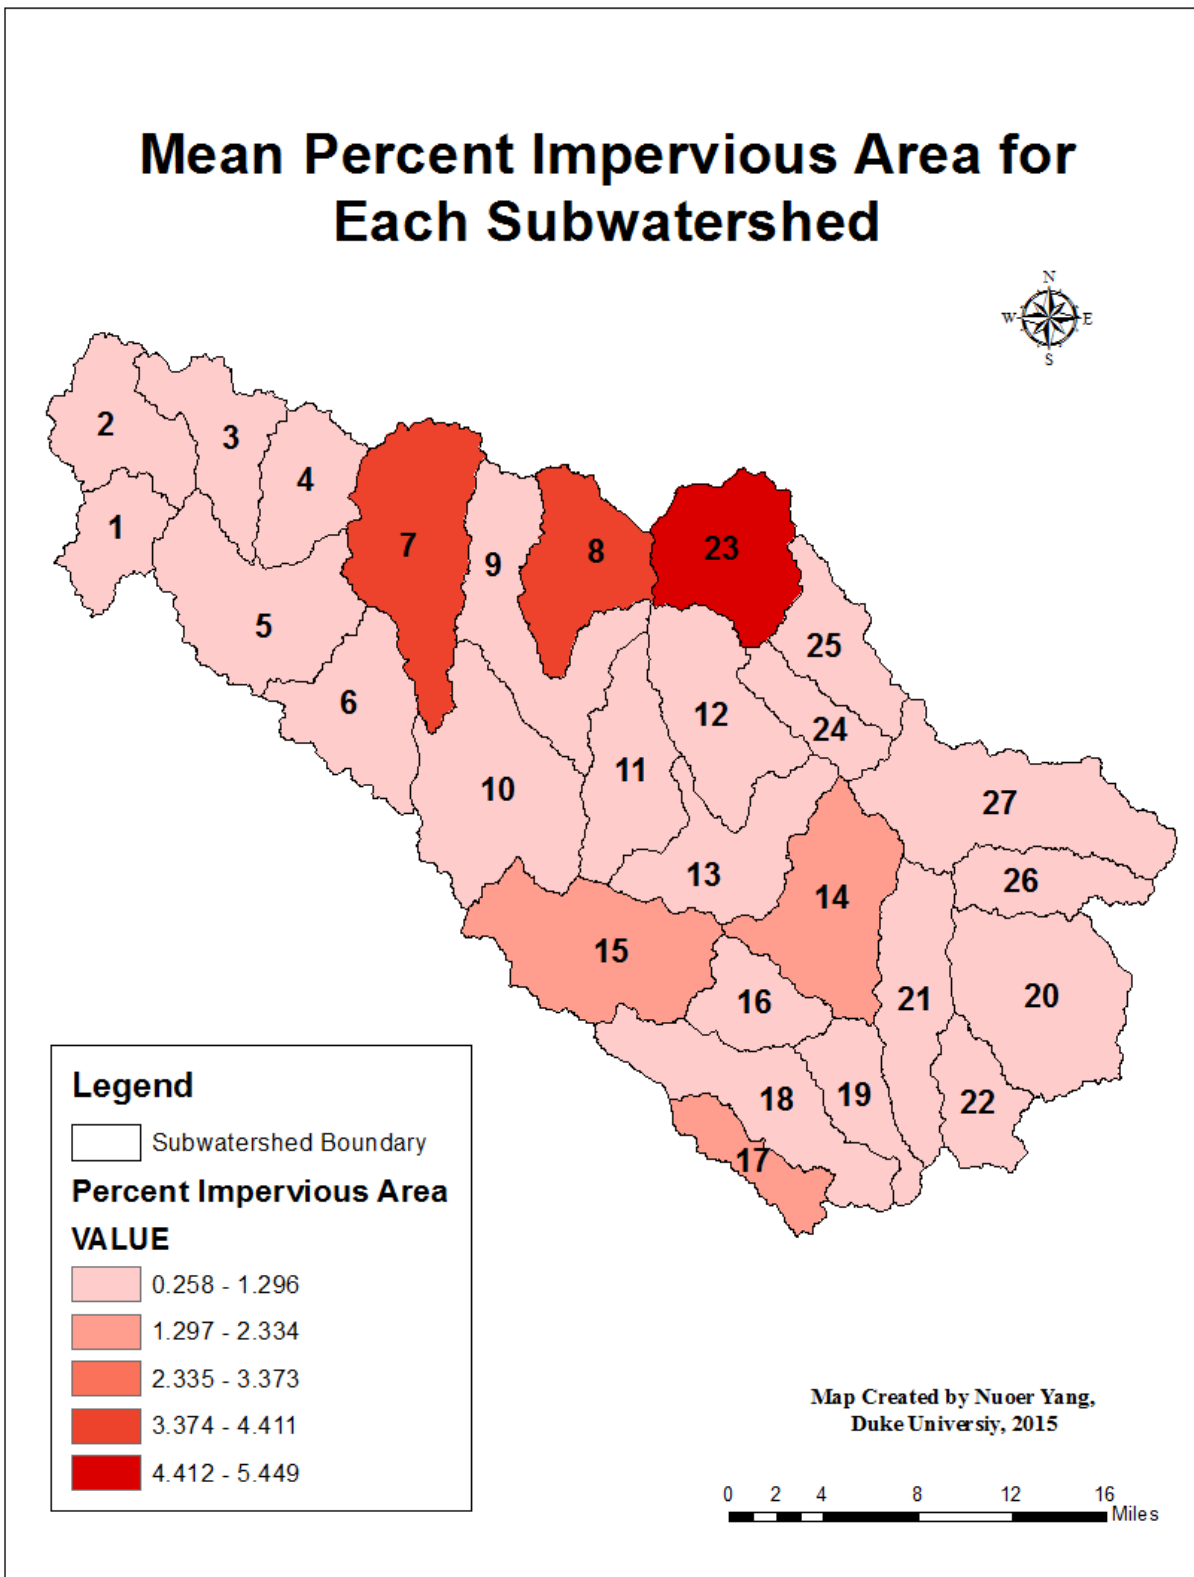 Mean Percent Impervious Area for
Each Subwatershed
N
W
E
S
2
3
4
1
7
9
8
23
5
25
6
12
24
11
10
27
13
26
14
15
16
21
20
18
19
22
17
Legend
Subwatershed Boundary
Percent Impervious Area
VALUE
0.258 - 1.296
1.297 - 2.334
2.335 - 3.373
3.374 - 4.411
4.412 - 5.449
Map Created by Nuoer Yang,
Duke Universiy, 2015
0 2 4 8 12 16
Miles